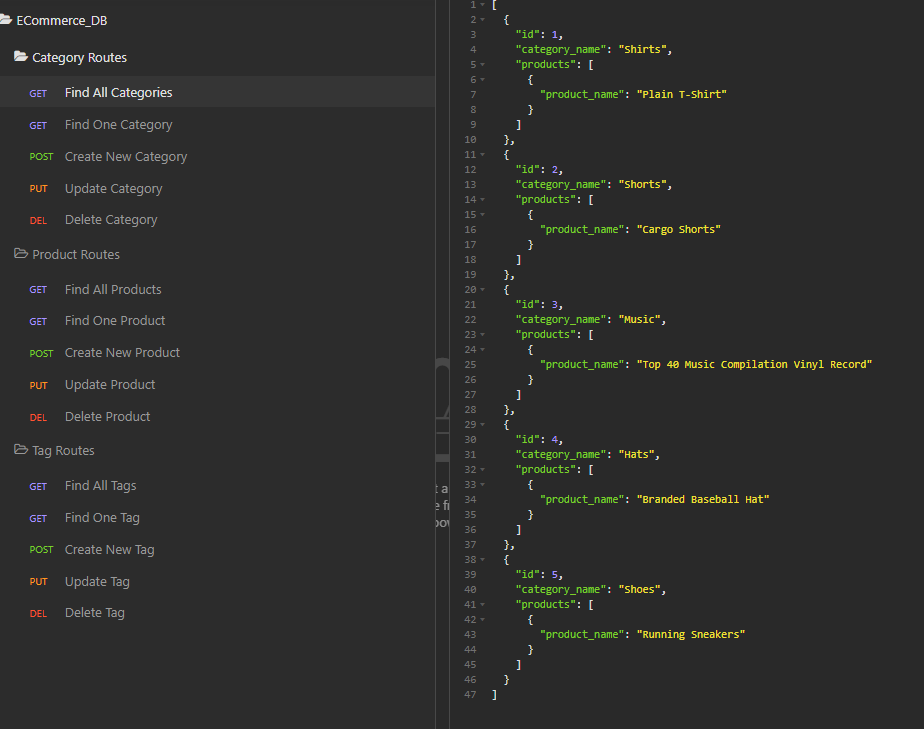 ECommerce_DB
Category Routes
GET Find All Categories
GET Find One Category
POST Create New Category
PUT Update Category
DEL Delete Category
Product Routes
GET Find All Products
GET Find One Product
POST Create New Product
PUT Update Product
DEL Delete Product
Tag Routes
GET Find All Tags
GET Find One Tag
POST Create New Tag
PUT Update Tag
DEL Delete Tag
1 [
2 {
3 "id": 1,
4 "category_name": "Shirts",
5 "products": [
6 {
7 "product_name": "Plain T-Shirt"
8 }
9 ]
10 },
11 {
12 "id": 2,
13 "category_name": "Shorts",
14 "products": [
15 {
16 "product_name": "Cargo Shorts"
17 }
18 ]
19 },
20 {
21 "id": 3,
22 "category_name": "Music",
23 "products": [
24 {
25 "product_name": "Top 40 Music Compilation Vinyl Record"
26 }
27 ]
28 },
29 {
30 "id": 4,
31 "category_name": "Hats",
32 "products": [
33 {
34 "product_name": "Branded Baseball Hat"
35 }
36 ]
37 },
38 {
39 "id": 5,
40 "category_name": "Shoes",
41 "products": [
42 {
43 "product_name": "Running Sneakers"
44 }
45 ]
46 }
47 ]